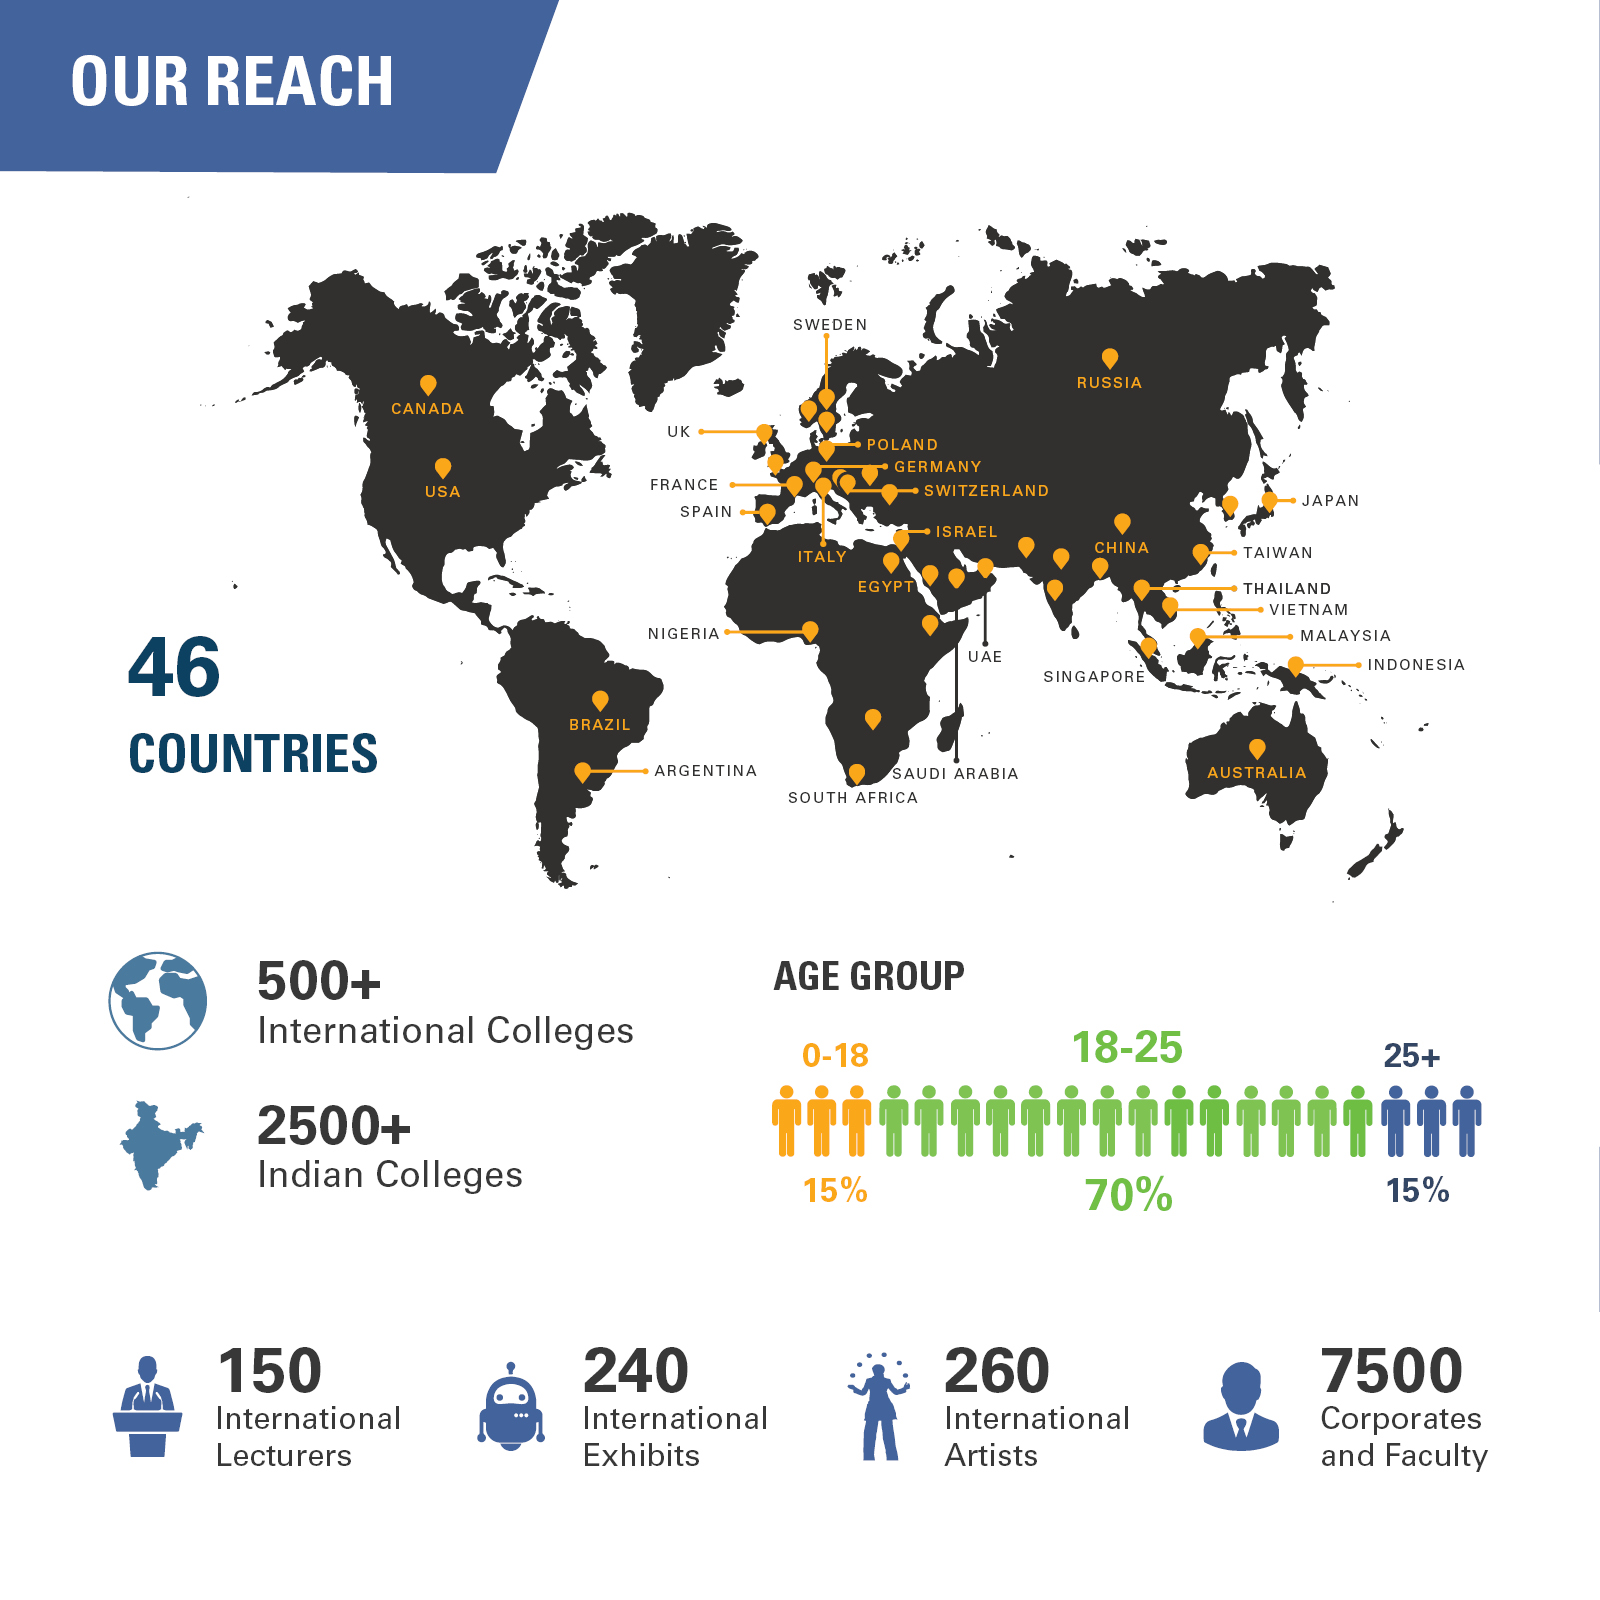 OUR REACH
SWEDEN
RUSSIA
CANADA
UK
POLAND
GERMANY
USA
FRANCE
SWITZERLAND
SPAIN
JAPAN
ISRAEL
CHINA
ITALY
TAIWAN
EGYPT
THAILAND
VIETNAM
NIGERIA
MALAYSIA
UAE
INDONESIA
SINGAPORE
46
COUNTRIES
BRAZIL
ARGENTINA
SAUDI ARABIA
AUSTRALIA
SOUTH AFRICA
500+
International Colleges
2500+
Indian Colleges
AGE GROUP
0-18
18-25
25+
15%
70%
15%
150
International
Lecturers
240
International
Exhibits
260
International
Artists
7500
Corporates
and Faculty